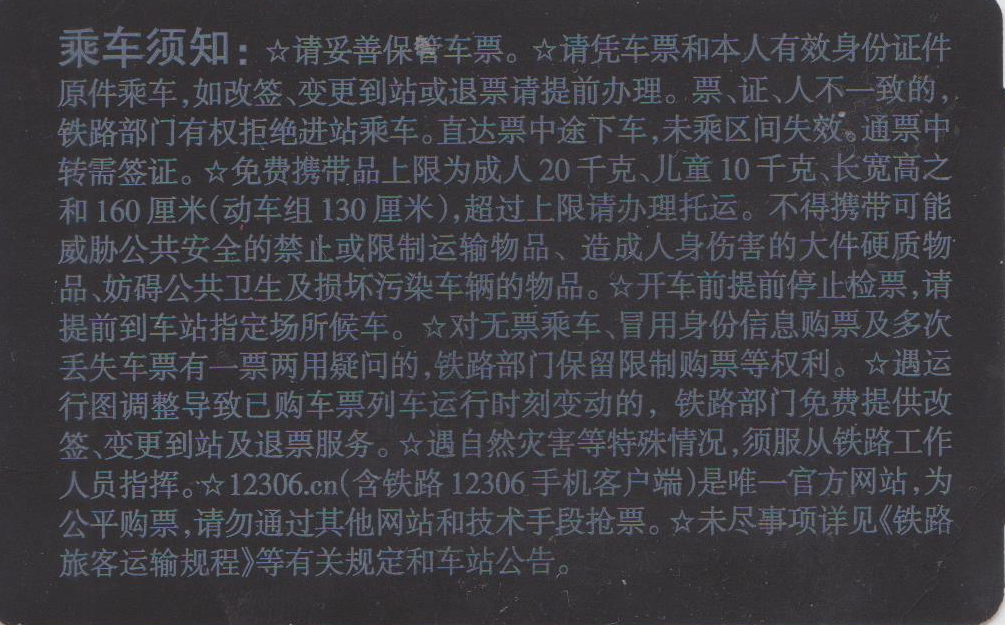 乘车须知:☆请妥善保管车票。☆请凭车票和本人有效身份证件
原件乘车,如改签、变更到站或退票请提前办理。票、证、人不一致的,
铁路部门有权拒绝进站乘车。直达票中途下车,未乘区间失效。通票中
转需签证。☆免费携带品上限为成人20千克、儿童10千克、长宽高之
和160厘米(动车组130厘米),超过上限请办理托运。不得携带可能
威胁公共安全的禁止或限制运输物品、造成人身伤害的大件硬质物
品、妨碍公共卫生及损坏污染车辆的物品。☆开车前提前停止检票,请
提前到车站指定场所候车。☆对无票乘车、冒用身份信息购票及多次
丢失车票有一票两用疑问的,铁路部门保留限制购票等权利。☆遇运
行图调整导致已购车票列车运行时刻变动的,铁路部门免费提供改
签、变更到站及退票服务。☆遇自然灾害等特殊情况,须服从铁路工作
人员指挥。☆12306.cn(含铁路12306手机客户端)是唯一官方网站,为
公平购票,请勿通过其他网站和技术手段抢票。☆未尽事项详见《铁路
旅客运输规程》等有关规定和车站公告。